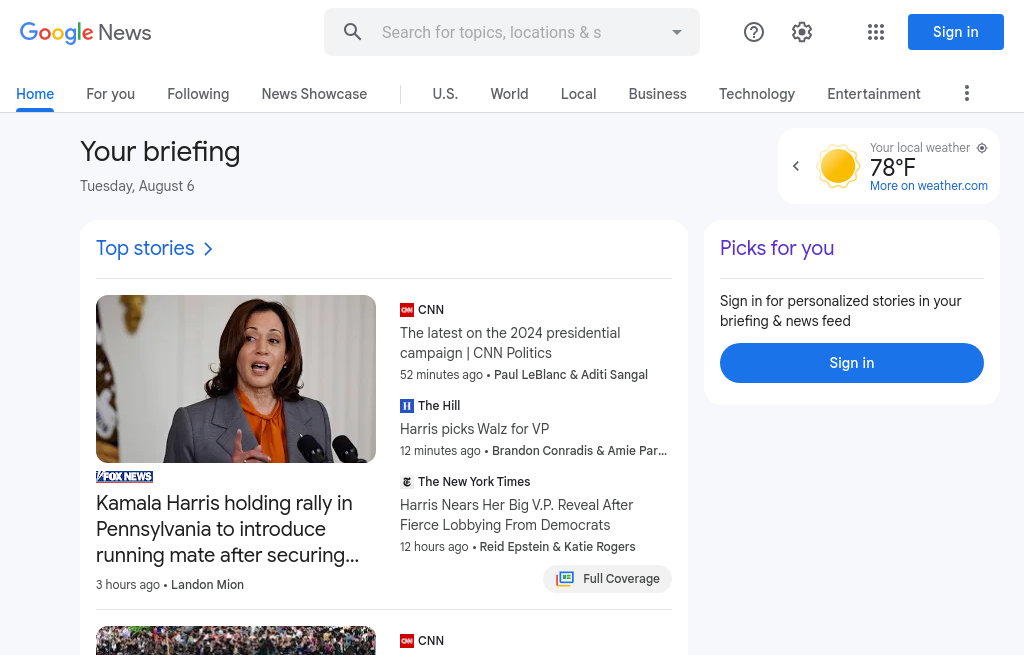 Google News
Search for topics, locations & s
Sign in
Home
For you
Following
News Showcase
U.S.
World
Local
Business
Technology
Entertainment
Your briefing
Tuesday, August 6
Your local weather
78°F
More on weather.com
Top stories
FOX NEWS
Kamala Harris holding rally in
Pennsylvania to introduce
running mate after securing...
3 hours ago • Landon Mion
CNN CNN
The latest on the 2024 presidential
campaign | CNN Politics
52 minutes ago • Paul LeBlanc & Aditi Sangal
H The Hill
Harris picks Walz for VP
12 minutes ago • Brandon Conradis & Amie Par...
T The New York Times
Harris Nears Her Big V.P. Reveal After
Fierce Lobbying From Democrats
12 hours ago • Reid Epstein & Katie Rogers
Full Coverage
CNN CNN
Picks for you
Sign in for personalized stories in your
briefing & news feed
Sign in